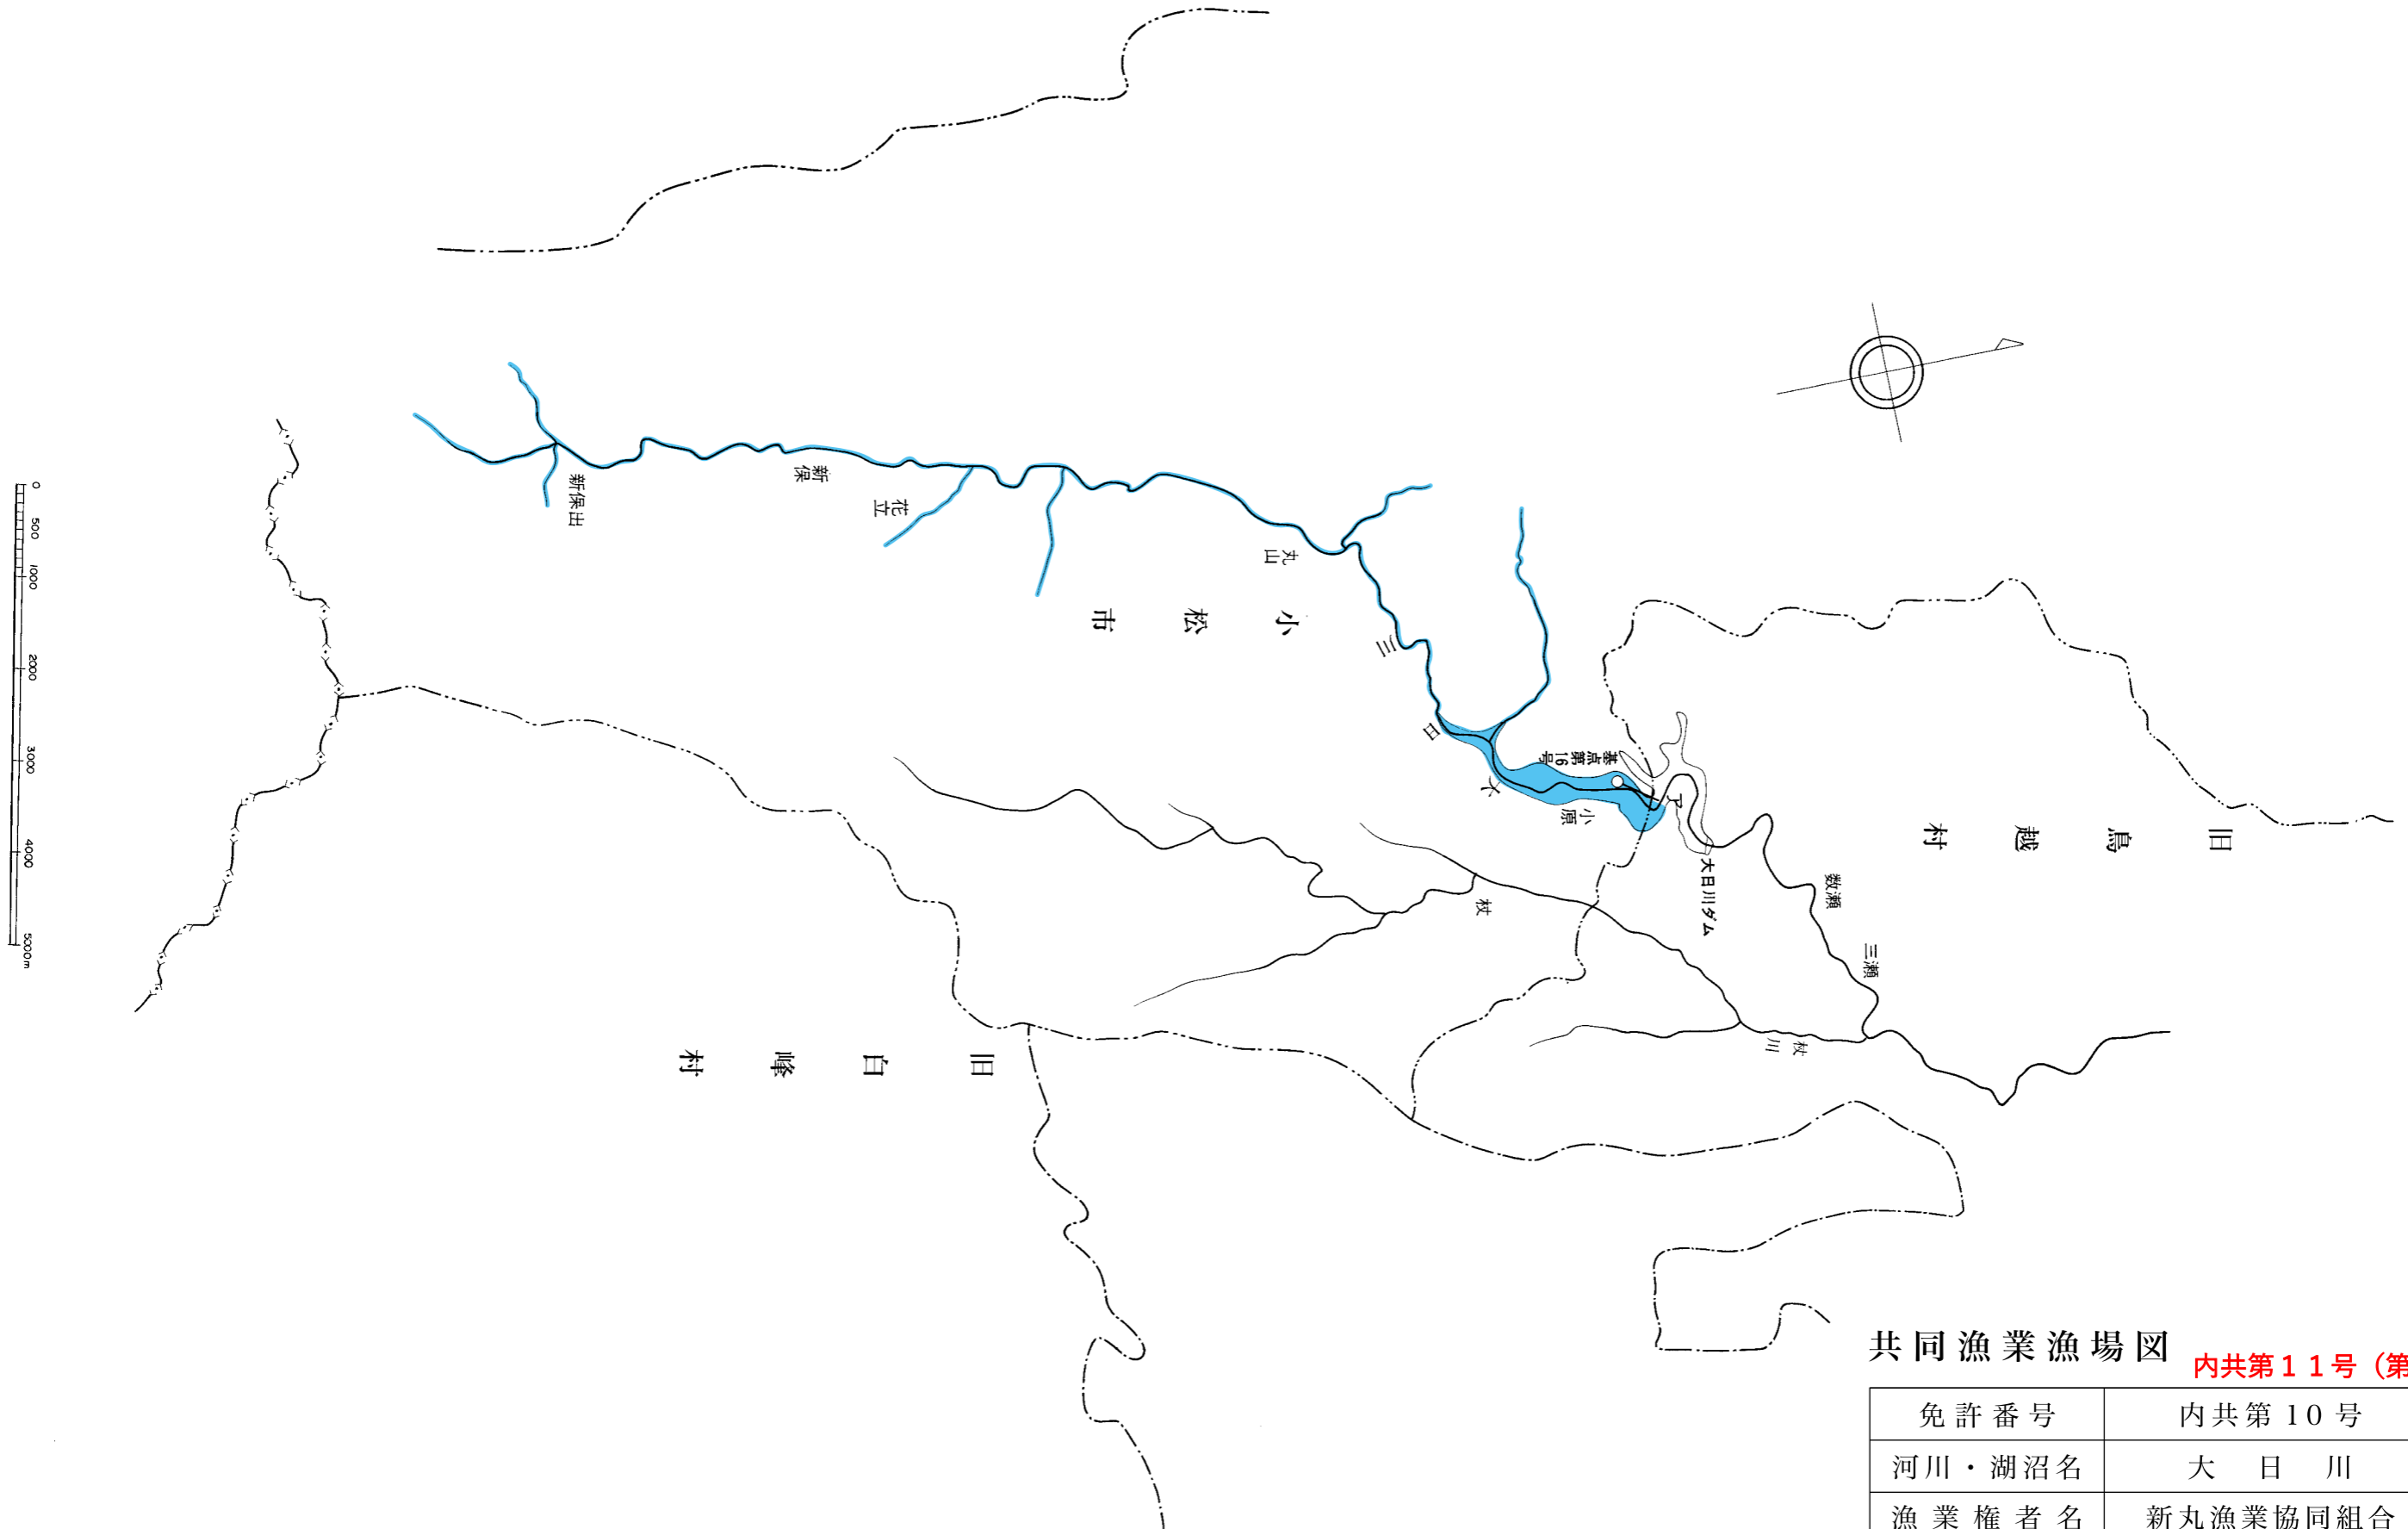 新保出
新保
花立
丸山
小松市
三
日
大
基点第16号
小原
ア
大日川ダム
旧鳥越村
数瀬
三瀬
杖
杖川
旧白峰村
0 500 1000 2000 3000 4000 5000m
共同漁業漁場図
内共第11号（第
免許番号 内共第10号
河川・湖沼名 大日川
漁業権者名 新丸漁業協同組合